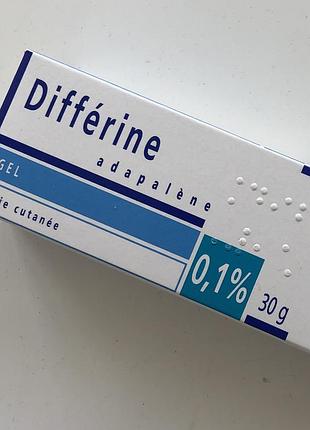 Différine
adapalène
GEL
cutanée
0,1% 30 g